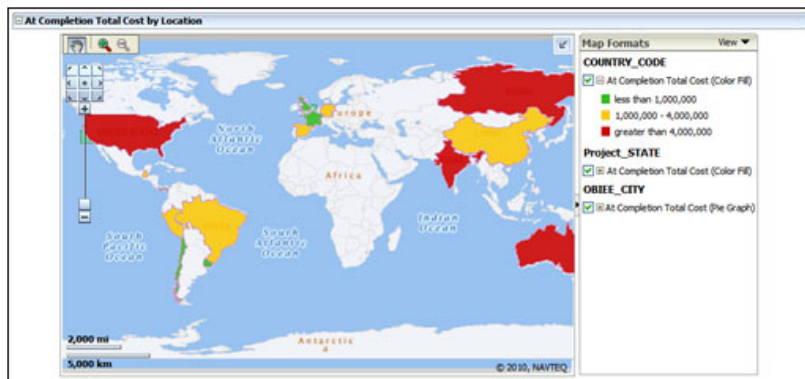 At Completion Total Cost by Location
Map Formats
View
COUNTRY_CODE
At Completion Total Cost (Color Fill)
less than 1,000,000
1,000,000 - 4,000,000
greater than 4,000,000
Project_STATE
At Completion Total Cost (Color Fill)
OBIEE_CITY
At Completion Total Cost (Pie Graph)
North
Atlantic
Ocean
Europe
Africa
South
Pacific
Ocean
South
Atlantic
Ocean
Indian
Ocean
Antarctic
2,000 mi
5,000 km
© 2010, NAVTEQ